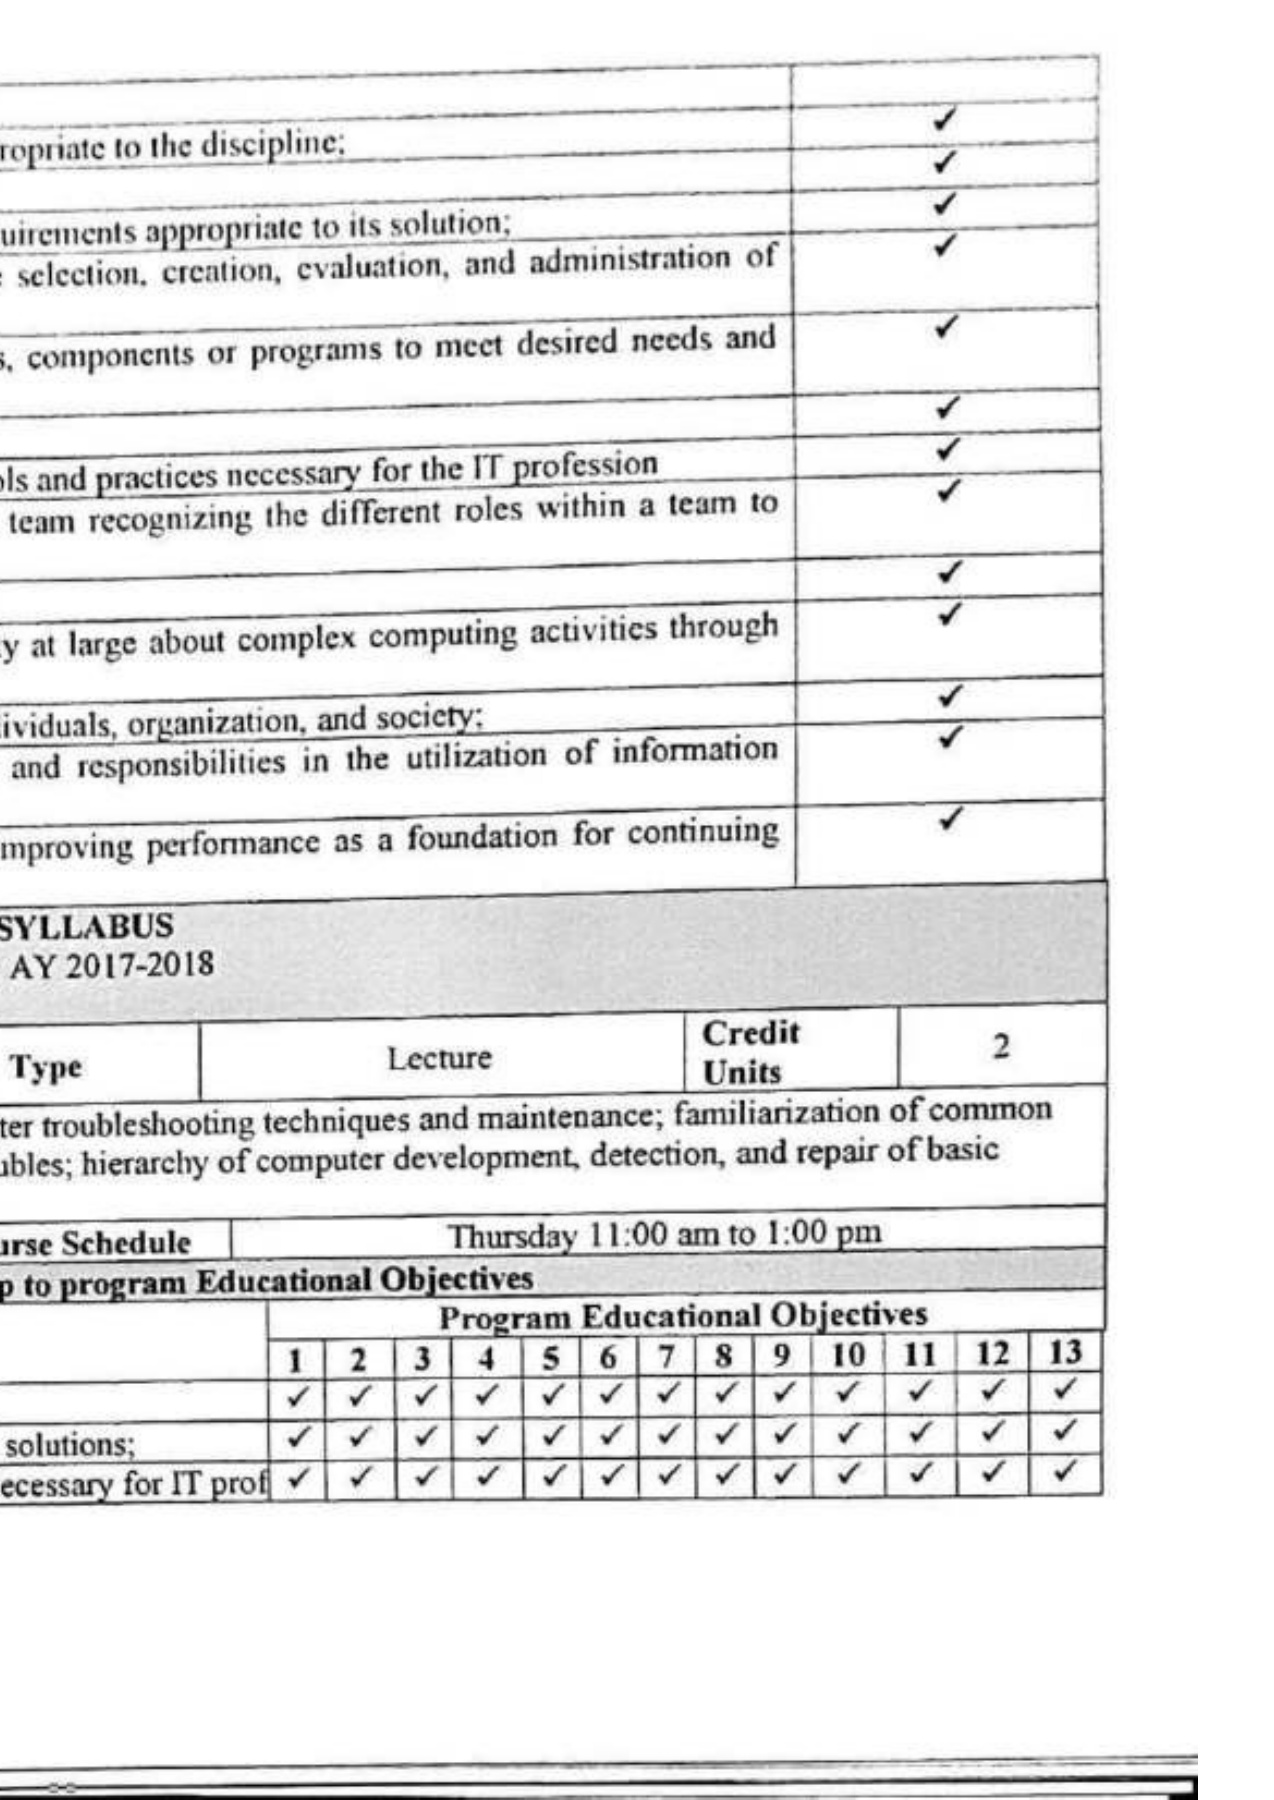 ropriate to the discipline; ✓
✓
uirements appropriate to its solution; ✓
selection, creation, evaluation, and administration of ✓
s, components or programs to meet desired needs and ✓
✓
ols and practices necessary for the IT profession ✓
team recognizing the different roles within a team to ✓
✓
y at large about complex computing activities through ✓
ividuals, organization, and society; ✓
and responsibilities in the utilization of information ✓
mproving performance as a foundation for continuing ✓
SYLLABUS
AY 2017-2018
Type Lecture Credit Units 2
ter troubleshooting techniques and maintenance; familiarization of common
ubles; hierarchy of computer development, detection, and repair of basic
urse Schedule Thursday 11:00 am to 1:00 pm
p to program Educational Objectives
Program Educational Objectives
1 2 3 4 5 6 7 8 9 10 11 12 13
✓ ✓ ✓ ✓ ✓ ✓ ✓ ✓ ✓ ✓ ✓ ✓ ✓
solutions; ✓ ✓ ✓ ✓ ✓ ✓ ✓ ✓ ✓ ✓ ✓ ✓ ✓
ecessary for IT prof ✓ ✓ ✓ ✓ ✓ ✓ ✓ ✓ ✓ ✓ ✓ ✓ ✓